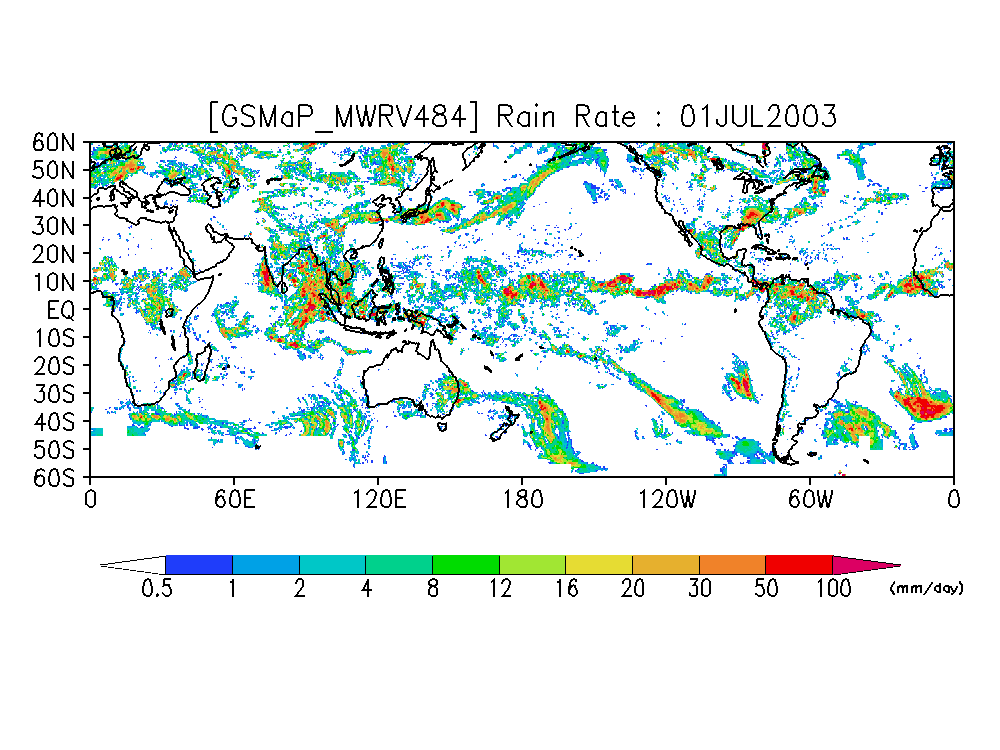 [GSMaP_MWRV484] Rain Rate : 01JUL2003
60N
50N
40N
30N
20N
10N
EQ
10S
20S
30S
40S
50S
60S
0 60E 120E 180 120W 60W 0
0.5 1 2 4 8 12 16 20 30 50 100 (mm/day)